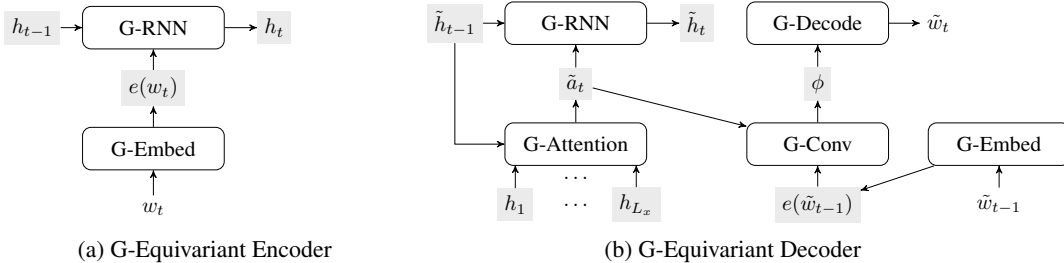 h_{t−1} G-RNN h_t
e(w_t)
G-Embed
w_t
(a) G-Equivariant Encoder
h̃_{t−1} G-RNN h̃_t G-Decode w̃_t
ã_t ϕ
G-Attention G-Conv G-Embed
...
h_1 ... h_{L_x} e(w̃_{t−1}) w̃_{t−1}
(b) G-Equivariant Decoder